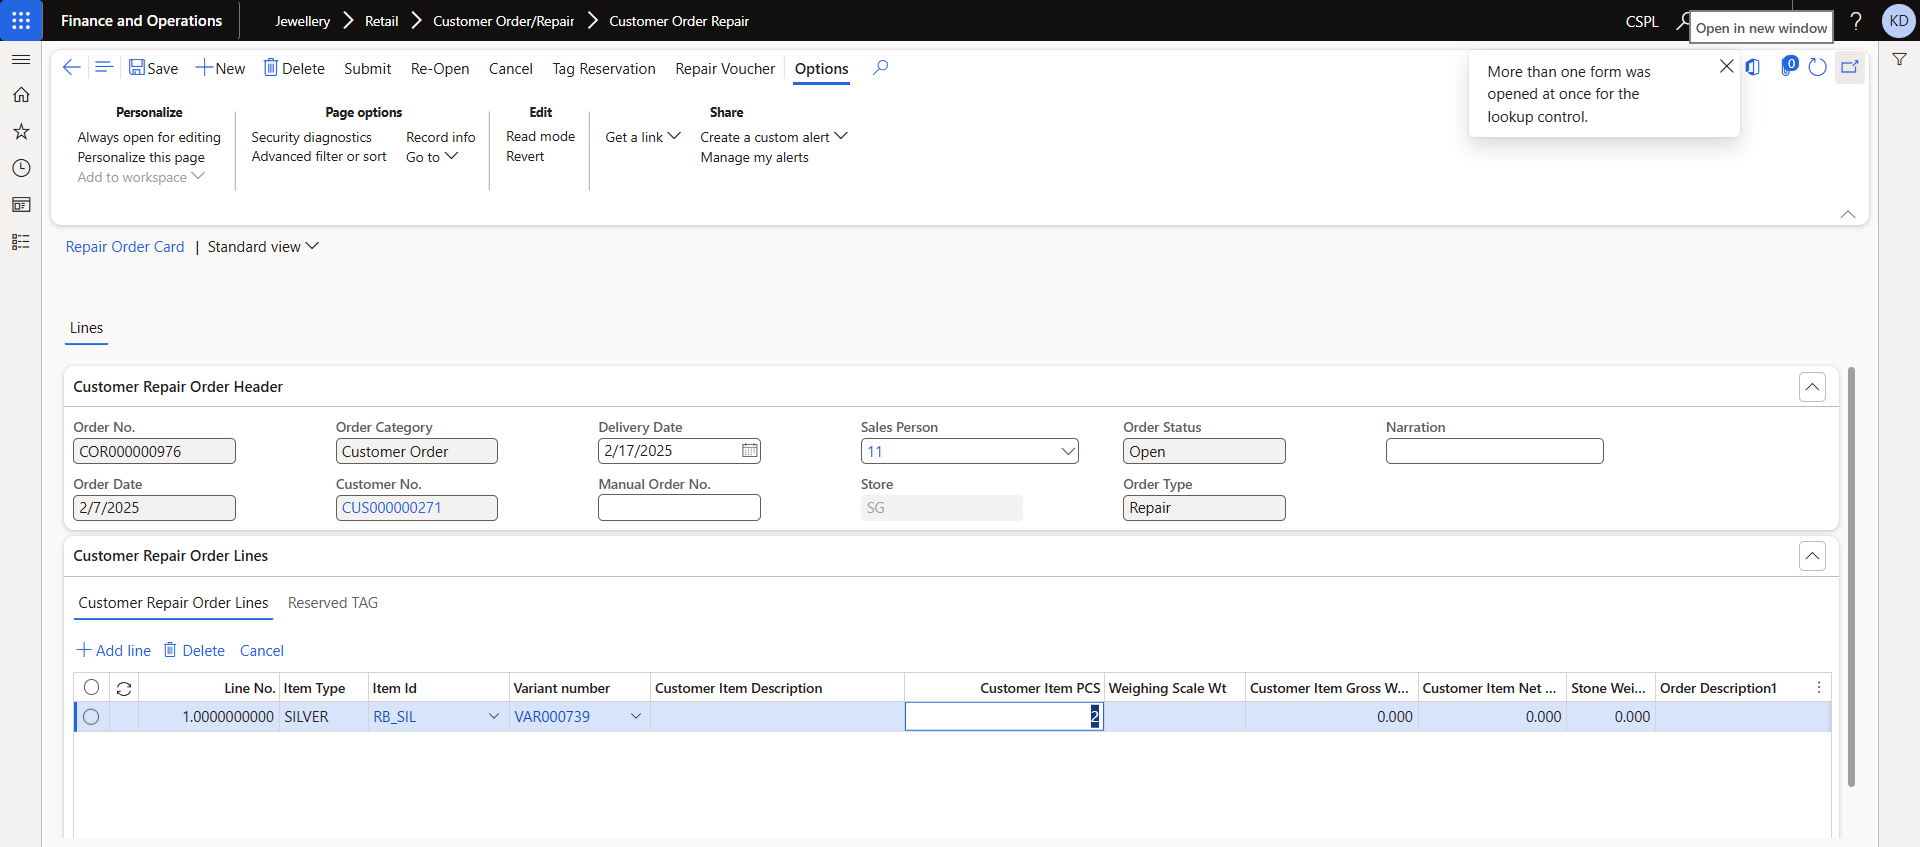 Finance and Operations
Jewellery
Retail
Customer Order/Repair
Customer Order Repair
CSPL
Open in new window
?
KD
Save
New
Delete
Submit
Re-Open
Cancel
Tag Reservation
Repair Voucher
Options
0
More than one form was
opened at once for the
lookup control.
Personalize
Always open for editing
Personalize this page
Add to workspace
Page options
Security diagnostics
Record info
Advanced filter or sort
Go to
Edit
Read mode
Revert
Get a link
Share
Create a custom alert
Manage my alerts
Repair Order Card | Standard view
Lines
Customer Repair Order Header
Order No.
COR000000976
Order Category
Customer Order
Delivery Date
2/17/2025
Sales Person
11
Order Status
Open
Narration
Order Date
2/7/2025
Customer No.
CUS000000271
Manual Order No.
Store
SG
Order Type
Repair
Customer Repair Order Lines
Customer Repair Order Lines
Reserved TAG
Add line
Delete
Cancel
Line No. Item Type Item Id Variant number Customer Item Description Customer Item PCS Weighing Scale Wt Customer Item Gross W... Customer Item Net ... Stone Wei... Order Description1
1.0000000000 SILVER RB_SIL VAR000739 2 0.000 0.000 0.000